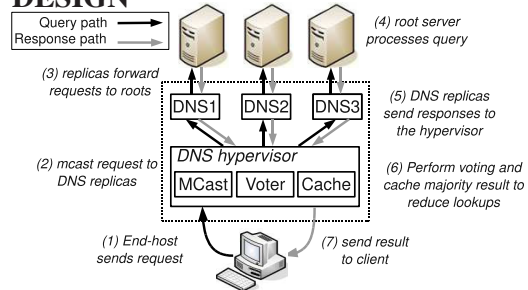 DESIGN
Query path
Response path
(4) root server
processes query
(3) replicas forward
requests to roots
DNS1
DNS2
DNS3
(5) DNS replicas
send responses to
the hypervisor
(2) mcast request to
DNS replicas
DNS hypervisor
MCast
Voter
Cache
(6) Perform voting and
cache majority result to
reduce lookups
(1) End-host
sends request
(7) send result
to client